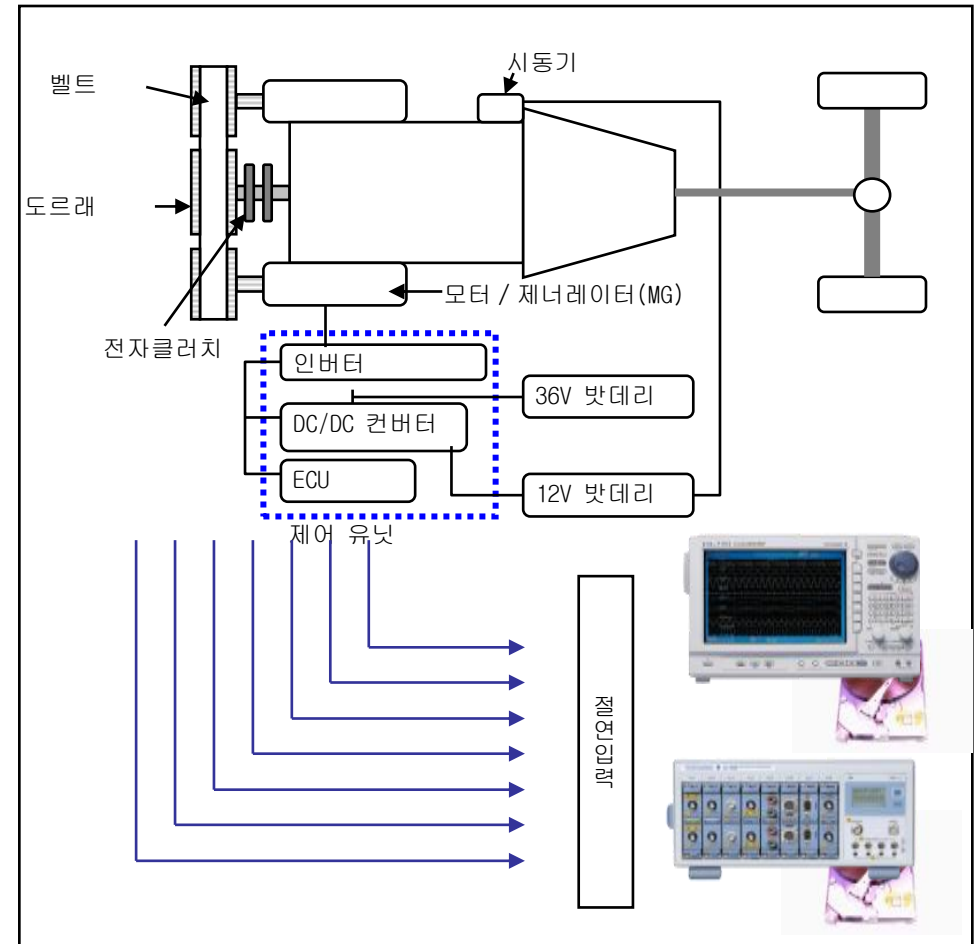 시동기
벨트
도르래
모터 / 제너레이터(MG)
전자클러치
인버터
36V 밧데리
DC/DC 컨버터
ECU
12V 밧데리
제어 유닛
절연입력